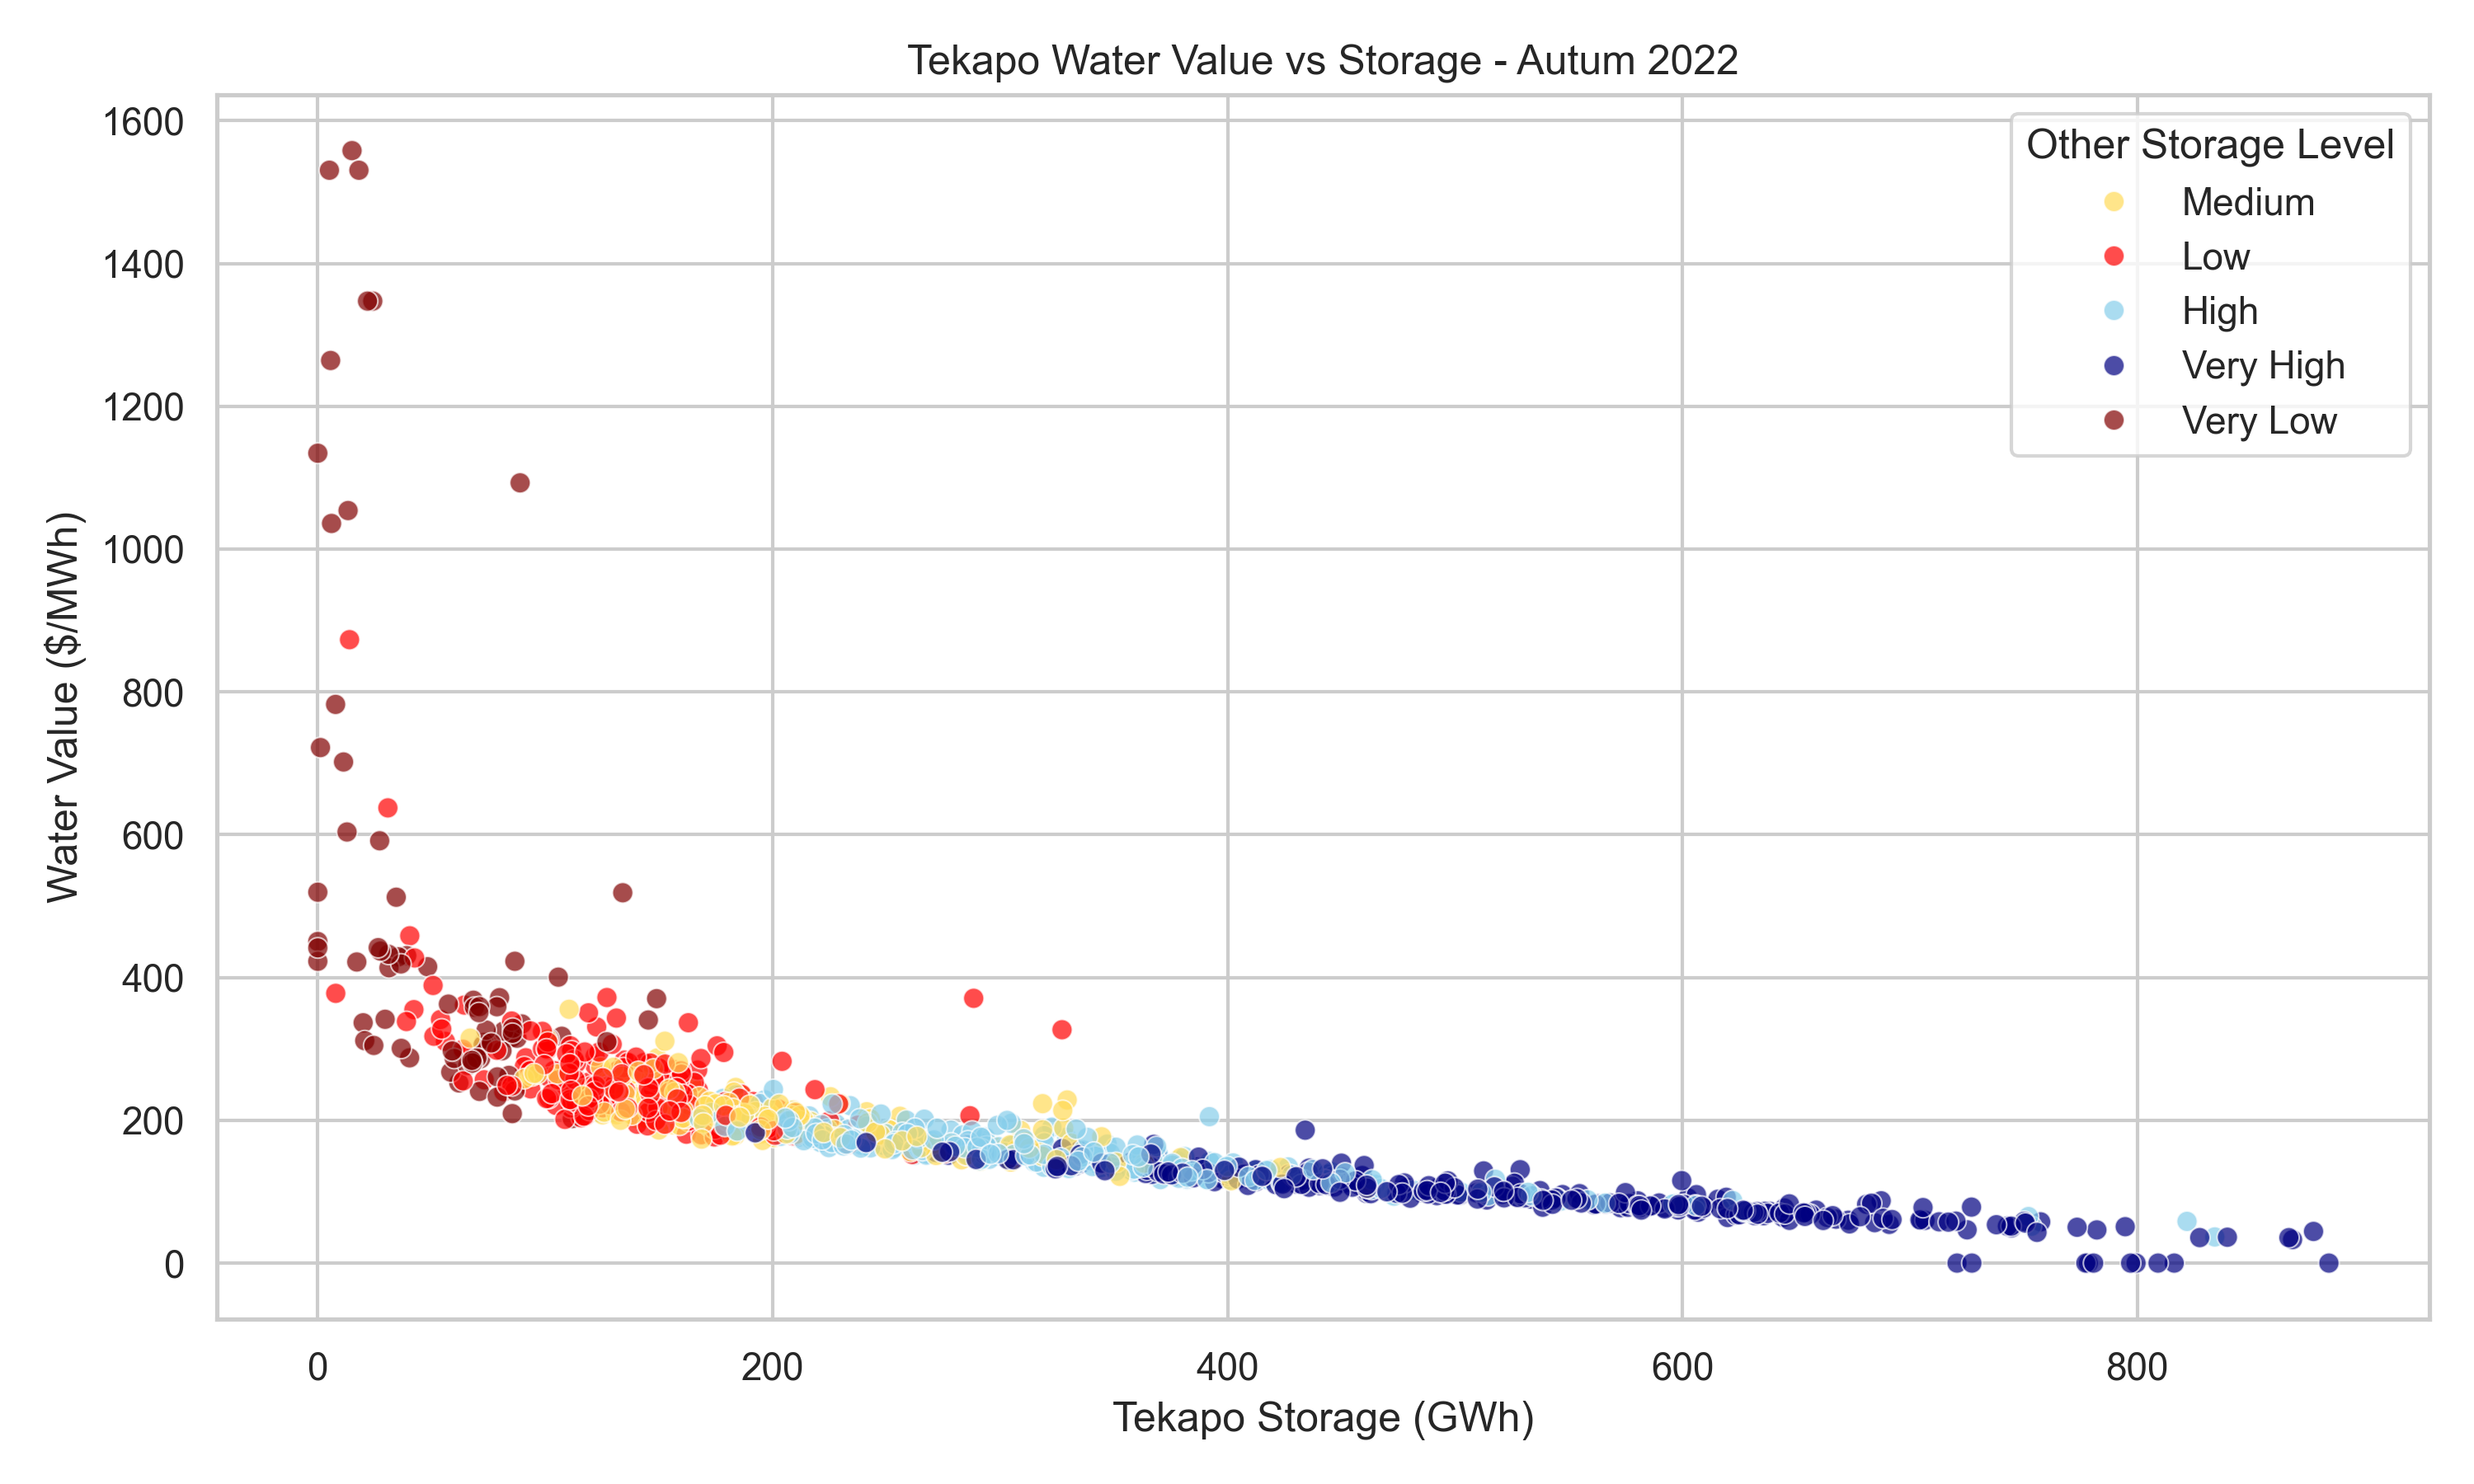 Tekapo Water Value vs Storage - Autum 2022
Water Value ($/MWh)
1600
1400
1200
1000
800
600
400
200
0
Other Storage Level
Medium
Low
High
Very High
Very Low
0 200 400 600 800
Tekapo Storage (GWh)